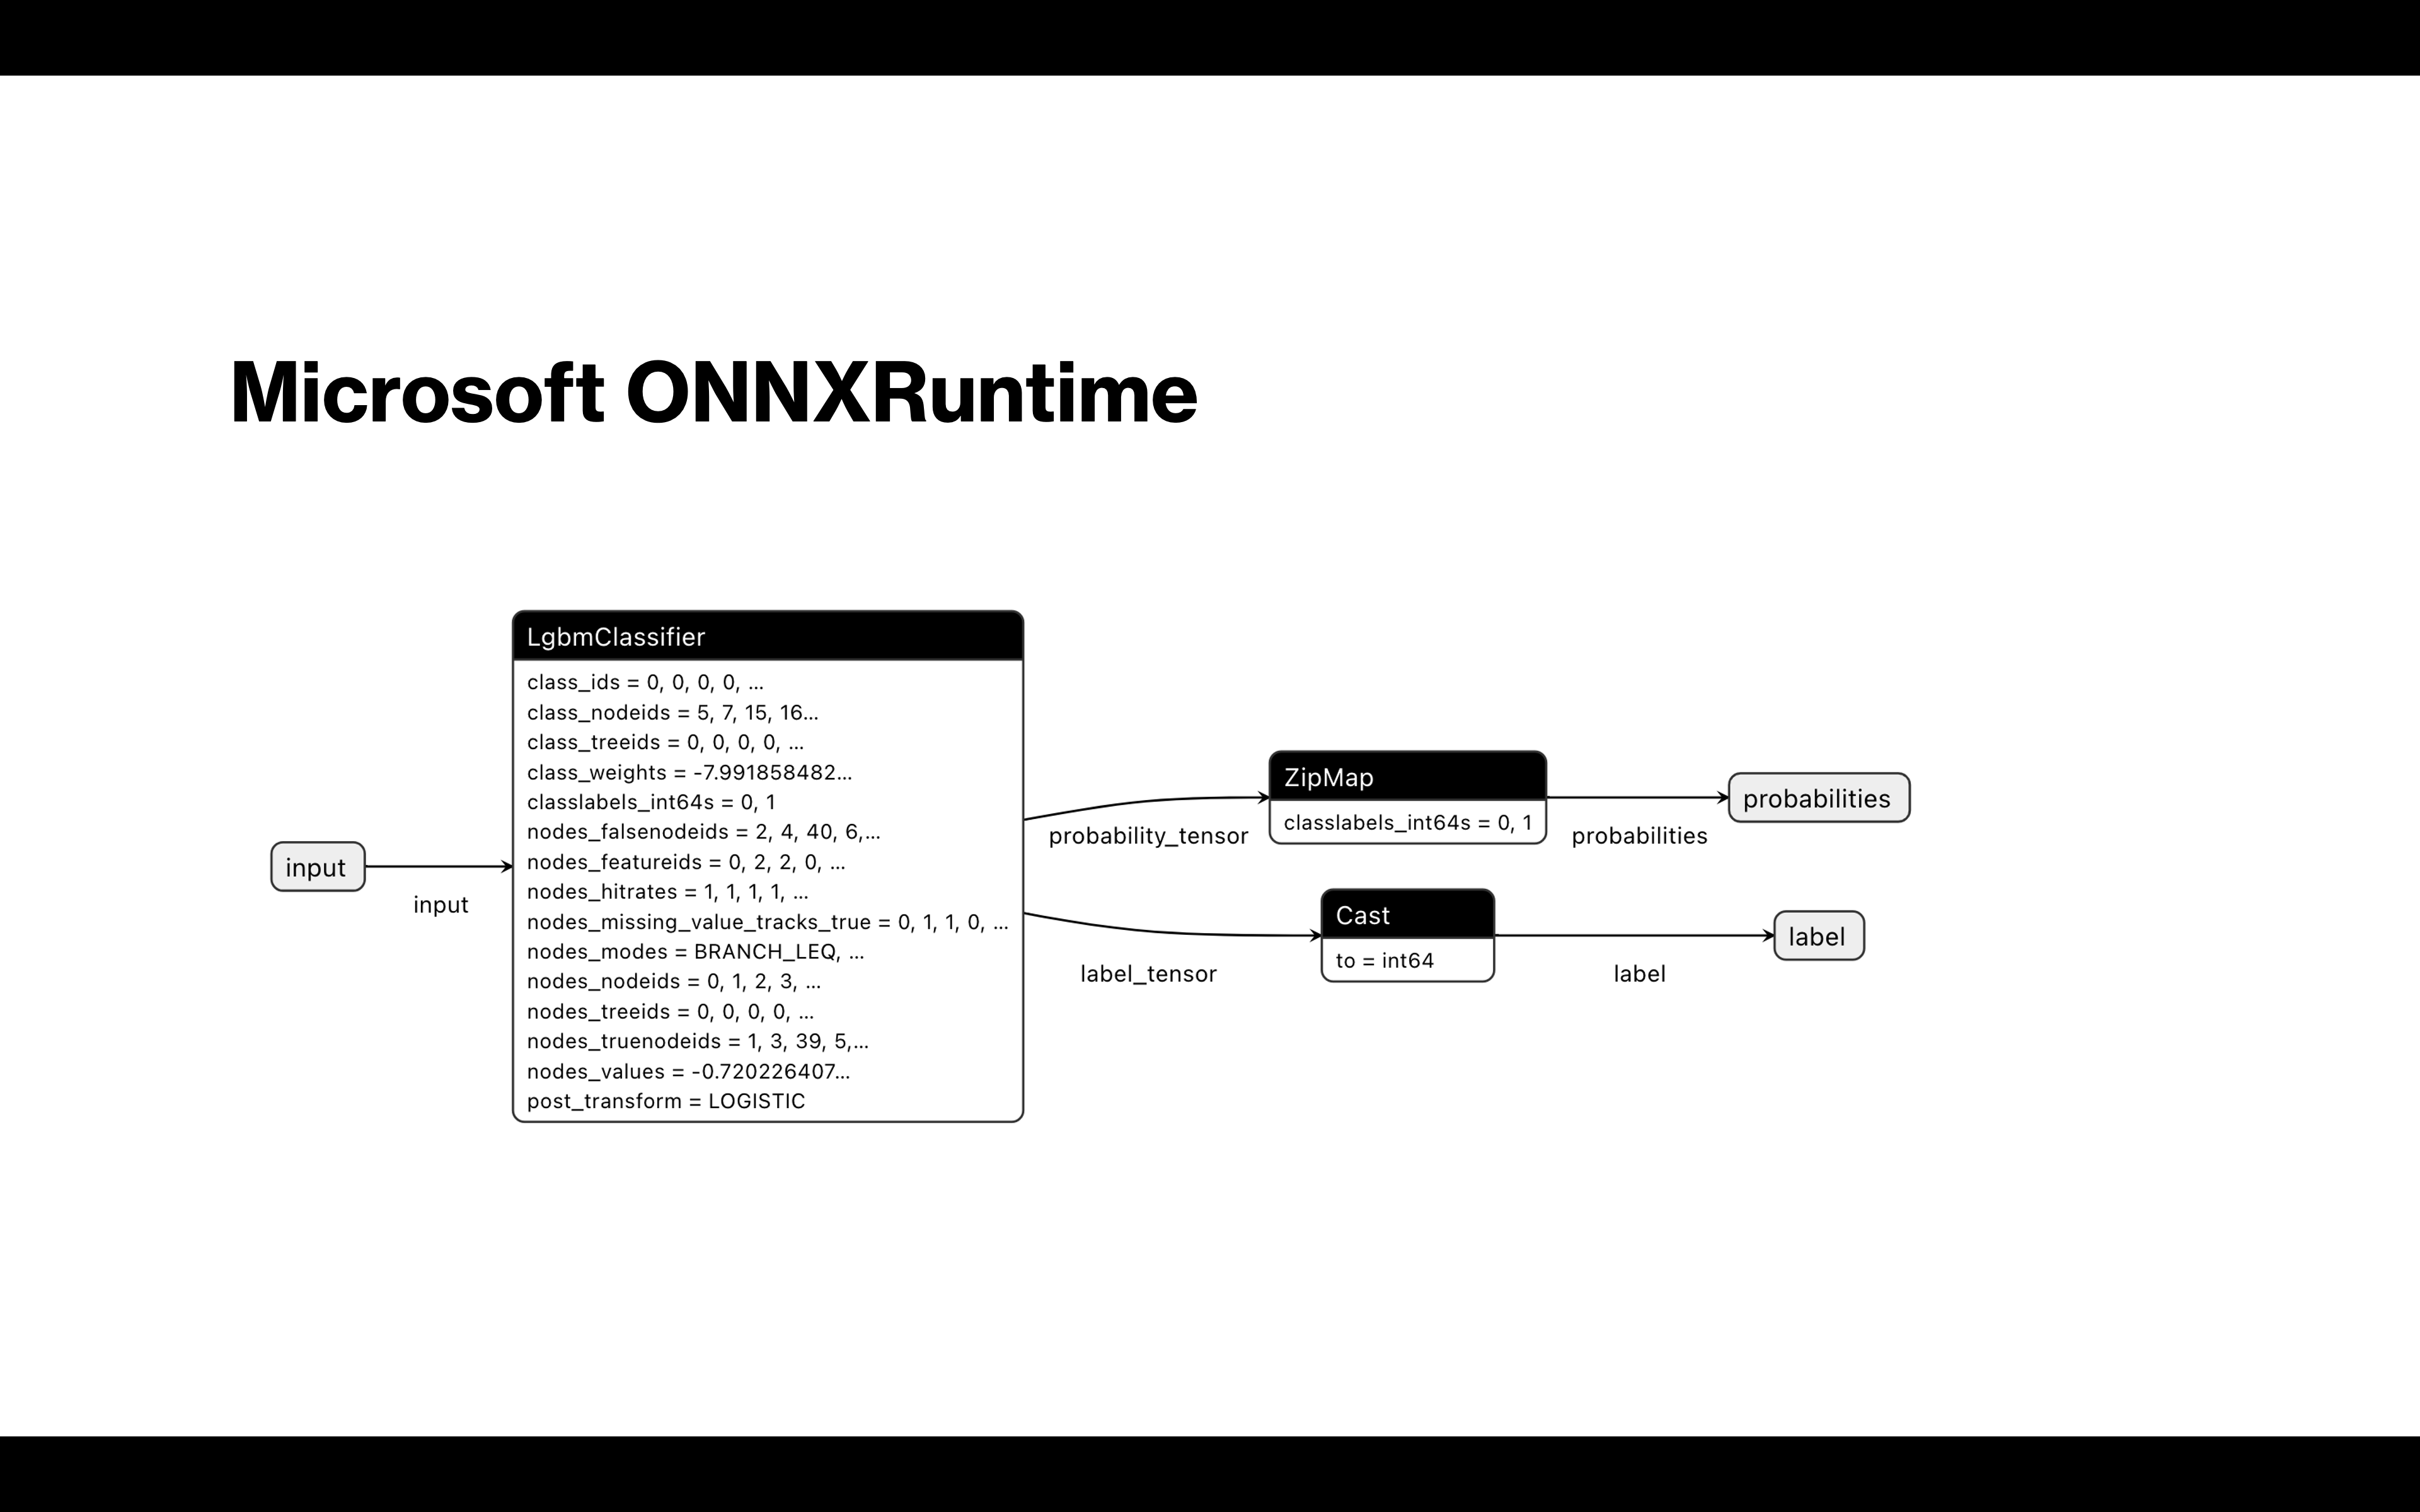 Microsoft ONNXRuntime
input
input
LgbmClassifier
class_ids = 0, 0, 0, 0, ...
class_nodeids = 5, 7, 15, 16...
class_treeids = 0, 0, 0, 0, ...
class_weights = -7.991858482...
classlabels_int64s = 0, 1
nodes_falsenodeids = 2, 4, 40, 6,...
nodes_featureids = 0, 2, 2, 0, ...
nodes_hitrates = 1, 1, 1, 1, ...
nodes_missing_value_tracks_true = 0, 1, 1, 0, ...
nodes_modes = BRANCH_LEQ, ...
nodes_nodeids = 0, 1, 2, 3, ...
nodes_treeids = 0, 0, 0, 0, ...
nodes_truenodeids = 1, 3, 39, 5,...
nodes_values = -0.720226407...
post_transform = LOGISTIC
probability_tensor
ZipMap
classlabels_int64s = 0, 1
probabilities
probabilities
label_tensor
Cast
to = int64
label
label